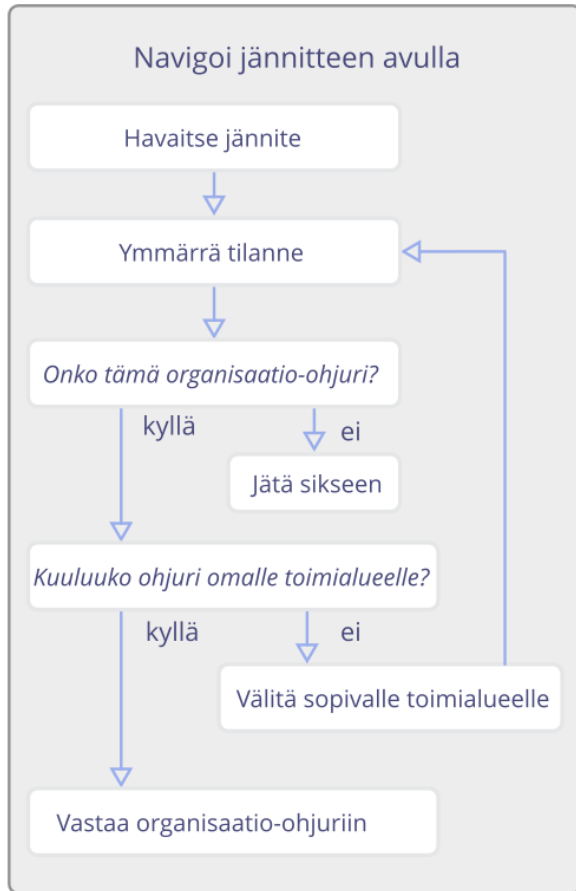 Navigoi jännitteen avulla
Havaitse jännite
Ymmärrä tilanne
Onko tämä organisaatio-ohjuri?
kyllä
ei
Jätä sikseen
Kuuluuko ohjuri omalle toimialueelle?
kyllä
ei
Välitä sopivalle toimialueelle
Vastaa organisaatio-ohjuriin